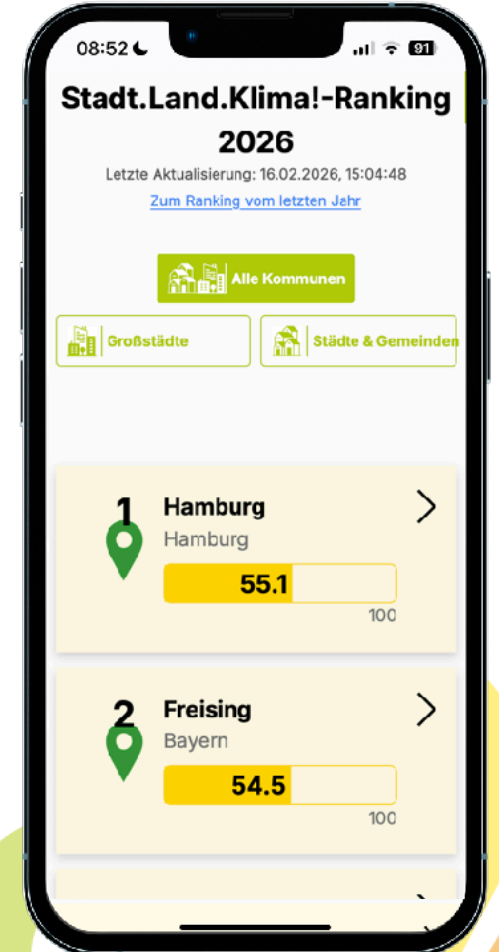 08:52
91
Stadt.Land.Klima!-Ranking
2026
Letzte Aktualisierung: 16.02.2026, 15:04:48
Zum Ranking vom letzten Jahr
Alle Kommunen
Großstädte
Städte & Gemeinden
1
Hamburg
Hamburg
55.1
100
2
Freising
Bayern
54.5
100